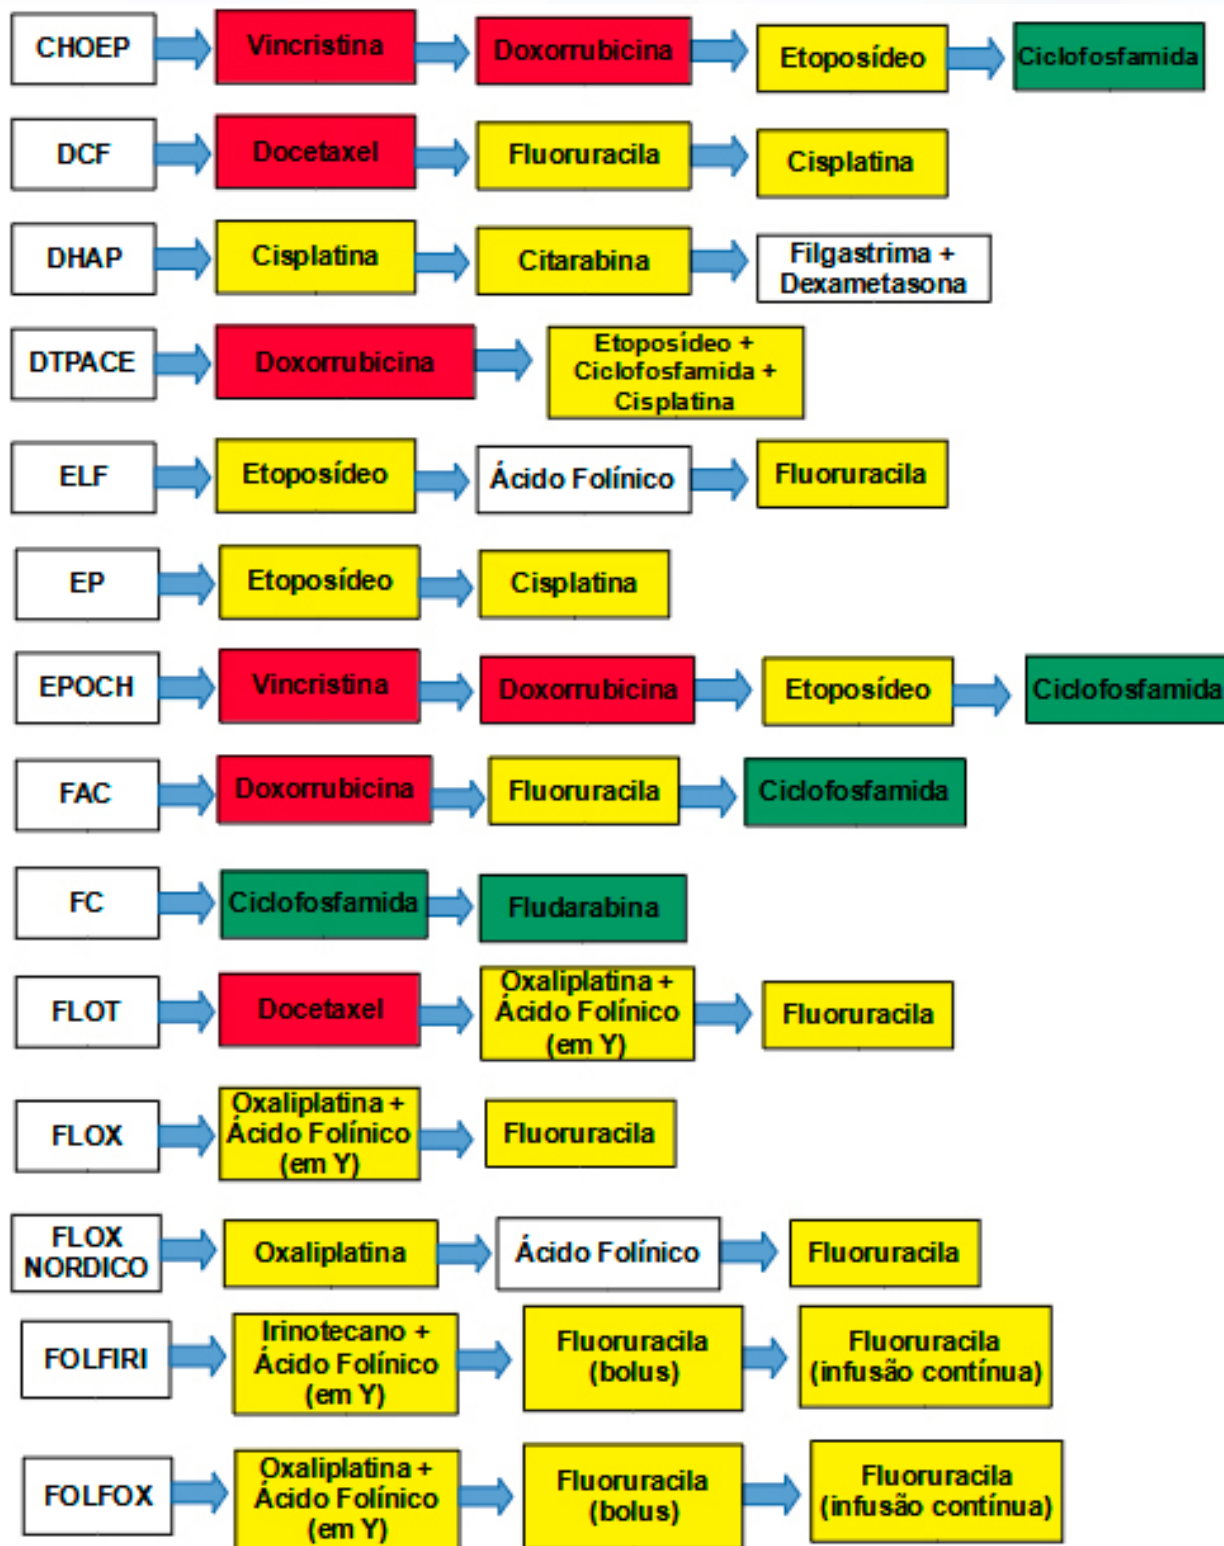 CHOEP
Vincristina
Doxorrubicina
Etoposídeo
Ciclofosfamida
DCF
Docetaxel
Fluoruracila
Cisplatina
DHAP
Cisplatina
Citarabina
Filgastrima +
Dexametasona
DTPACE
Doxorrubicina
Etoposídeo +
Ciclofosfamida +
Cisplatina
ELF
Etoposídeo
Ácido Folínico
Fluoruracila
EP
Etoposídeo
Cisplatina
EPOCH
Vincristina
Doxorrubicina
Etoposídeo
Ciclofosfamida
FAC
Doxorrubicina
Fluoruracila
Ciclofosfamida
FC
Ciclofosfamida
Fludarabina
FLOT
Docetaxel
Oxaliplatina +
Ácido Folínico
(em Y)
Fluoruracila
FLOX
Oxaliplatina +
Ácido Folínico
(em Y)
Fluoruracila
FLOX
NORDICO
Oxaliplatina
Ácido Folínico
Fluoruracila
FOLFIRI
Irinotecano +
Ácido Folínico
(em Y)
Fluoruracila
(bolus)
Fluoruracila
(infusão contínua)
FOLFOX
Oxaliplatina +
Ácido Folínico
(em Y)
Fluoruracila
(bolus)
Fluoruracila
(infusão contínua)